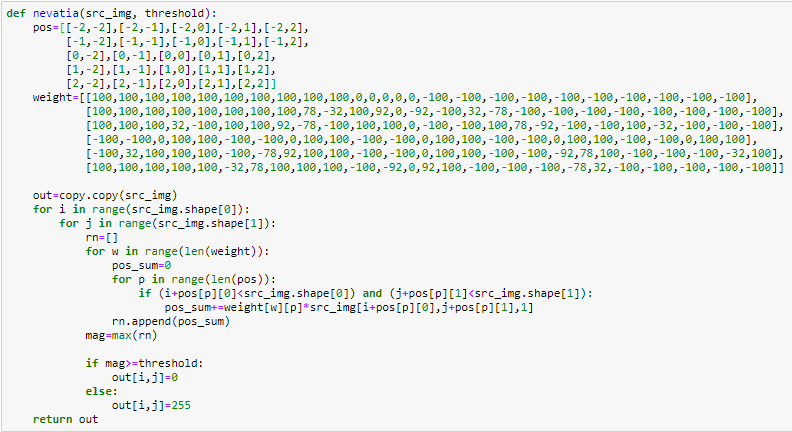 def nevatia(src_img, threshold):
    pos=[[-2,-2],[-2,-1],[-2,0],[-2,1],[-2,2],
         [-1,-2],[-1,-1],[-1,0],[-1,1],[-1,2],
         [0,-2],[0,-1],[0,0],[0,1],[0,2],
         [1,-2],[1,-1],[1,0],[1,1],[1,2],
         [2,-2],[2,-1],[2,0],[2,1],[2,2]]
    weight=[[100,100,100,100,100,100,100,100,100,100,0,0,0,0,0,-100,-100,-100,-100,-100,-100,-100,-100,-100,-100],
            [100,100,100,100,100,100,100,100,78,-32,100,92,0,-92,-100,32,-78,-100,-100,-100,-100,-100,-100,-100,-100],
            [100,100,100,32,-100,100,100,92,-78,-100,100,100,0,-100,-100,100,78,-92,-100,-100,100,-32,-100,-100,-100],
            [-100,-100,0,100,100,-100,-100,0,100,100,-100,-100,0,100,100,-100,-100,0,100,100,-100,-100,0,100,100],
            [-100,32,100,100,100,-100,-78,92,100,100,-100,-100,0,100,100,-100,-100,-92,78,100,-100,-100,-100,-32,100],
            [100,100,100,100,100,-32,78,100,100,100,-100,-92,0,92,100,-100,-100,-100,-78,32,-100,-100,-100,-100,-100]]
    out=copy.copy(src_img)
    for i in range(src_img.shape[0]):
        for j in range(src_img.shape[1]):
            rn=[]
            for w in range(len(weight)):
                pos_sum=0
                for p in range(len(pos)):
                    if (i+pos[p][0]<src_img.shape[0]) and (j+pos[p][1]<src_img.shape[1]):
                        pos_sum+=weight[w][p]*src_img[i+pos[p][0],j+pos[p][1],1]
                rn.append(pos_sum)
            mag=max(rn)
            if mag>=threshold:
                out[i,j]=0
            else:
                out[i,j]=255
    return out